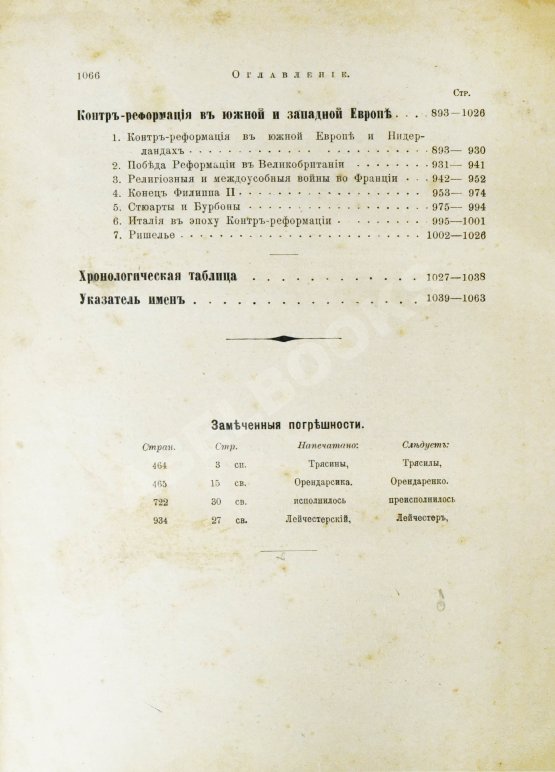 1066 Оглавленіе.
Стр.
Контръ-реформація въ южной и западной Европѣ . . . . 893—1026
1. Контръ-реформація въ южной Европѣ и Нидер-
ландахъ . . . . . . . . . . . . . . . . . . 893— 930
2. Побѣда Реформаціи въ Великобританіи . . . . . . . 931— 941
3. Религіозныя и междоусобныя войны во Франціи . . . 942— 952
4. Конецъ Филиппа II . . . . . . . . . . . . . . 953— 974
5. Стюарты и Бурбоны . . . . . . . . . . . . . . 975— 994
6. Италія въ эпоху Контръ-реформаціи . . . . . . . . 995—1001
7. Ришелье . . . . . . . . . . . . . . . . . . 1002—1026
Хронологическая таблица . . . . . . . . . . . . . 1027—1038
Указатель именъ . . . . . . . . . . . . . . . . 1039—1063
Замѣченныя погрѣшности.
Стран. Стр. Напечатано: Слѣдуетъ:
464 3 сн. Трясины, Трясилы,
465 15 св. Орендарсика. Орендаренко.
722 30 св. исполнилось преисполнилось
934 27 св. Лейчестерскій, Лейчестеръ,